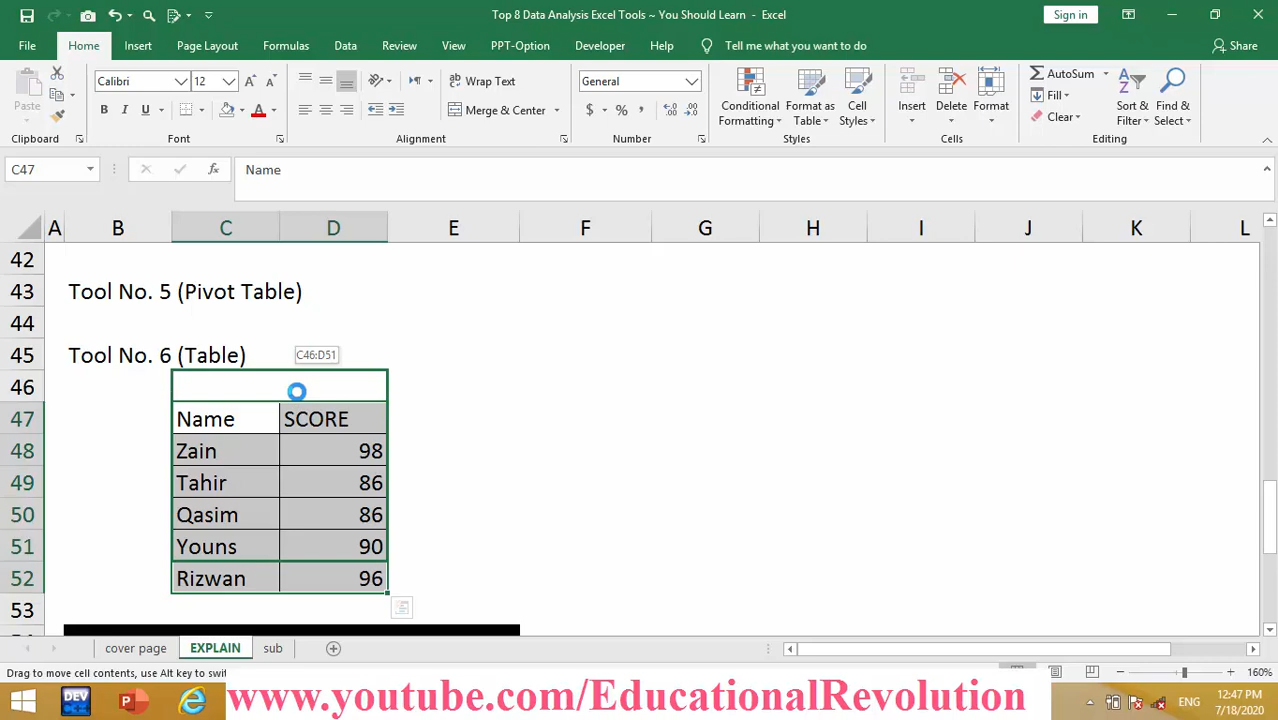 Top 8 Data Analysis Excel Tools ~ You Should Learn - Excel
Sign in
File
Home
Insert
Page Layout
Formulas
Data
Review
View
PPT-Option
Developer
Help
Tell me what you want to do
Share
Paste
Calibri
12
B I U
A
Wrap Text
Merge & Center
General
$ % ,
Conditional Formatting
Format as Table
Cell Styles
Insert
Delete
Format
AutoSum
Fill
Clear
Sort & Filter
Find & Select
Clipboard
Font
Alignment
Number
Styles
Cells
Editing
C47
fx
Name
A B C D E F G H I J K L
42
43 Tool No. 5 (Pivot Table)
44
45 Tool No. 6 (Table)
C46:D51
46
47 Name SCORE
48 Zain 98
49 Tahir 86
50 Qasim 86
51 Youns 90
52 Rizwan 96
53
cover page
EXPLAIN
sub
Drag to move cell contents, use Alt key to swit
160%
DEV
www.youtube.com/EducationalRevolution
ENG
12:47 PM
7/18/2020